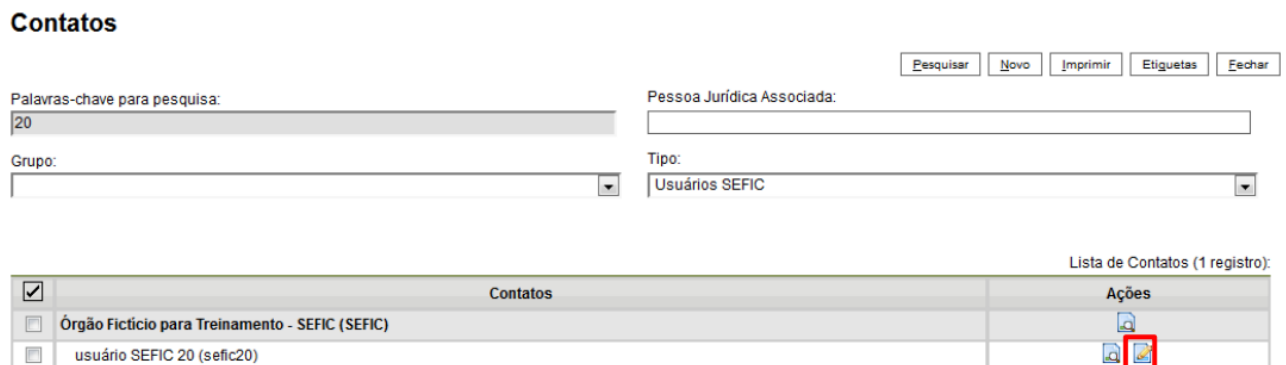 Contatos
Pesquisar Novo Imprimir Etiquetas Fechar
Palavras-chave para pesquisa: Pessoa Jurídica Associada:
20
Grupo: Tipo:
Usuários SEFIC
Lista de Contatos (1 registro):
Contatos Ações
Órgão Ficticio para Treinamento - SEFIC (SEFIC)
usuário SEFIC 20 (sefic20)